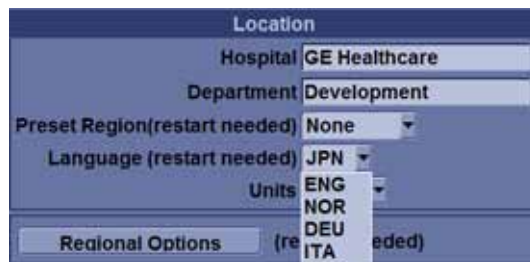 Location
Hospital GE Healthcare
Department Development
Preset Region(restart needed) None
Language (restart needed) JPN
Units
ENG
NOR
DEU
ITA
Regional Options